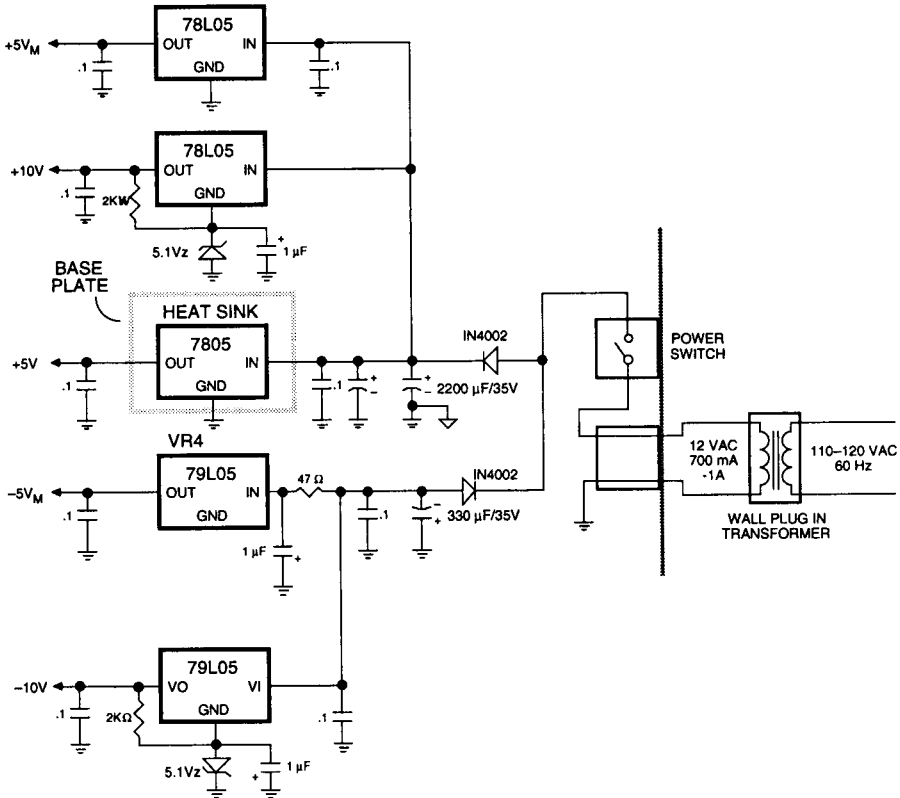 78L05
+5VM
OUT
IN
GND
.1
.1
78L05
+10V
OUT
IN
GND
.1
2KW
5.1Vz
+
1 µF
BASE
PLATE
HEAT SINK
7805
+5V
OUT
IN
GND
.1
.1
+
−
+
−
2200 µF/35V
IN4002
POWER
SWITCH
VR4
79L05
−5VM
OUT
IN
GND
.1
47 Ω
1 µF
+
.1
−
+
330 µF/35V
IN4002
12 VAC
700 mA
-1A
110–120 VAC
60 Hz
WALL PLUG IN
TRANSFORMER
79L05
−10V
VO
VI
GND
.1
2KΩ
.1
5.1Vz
+
1 µF